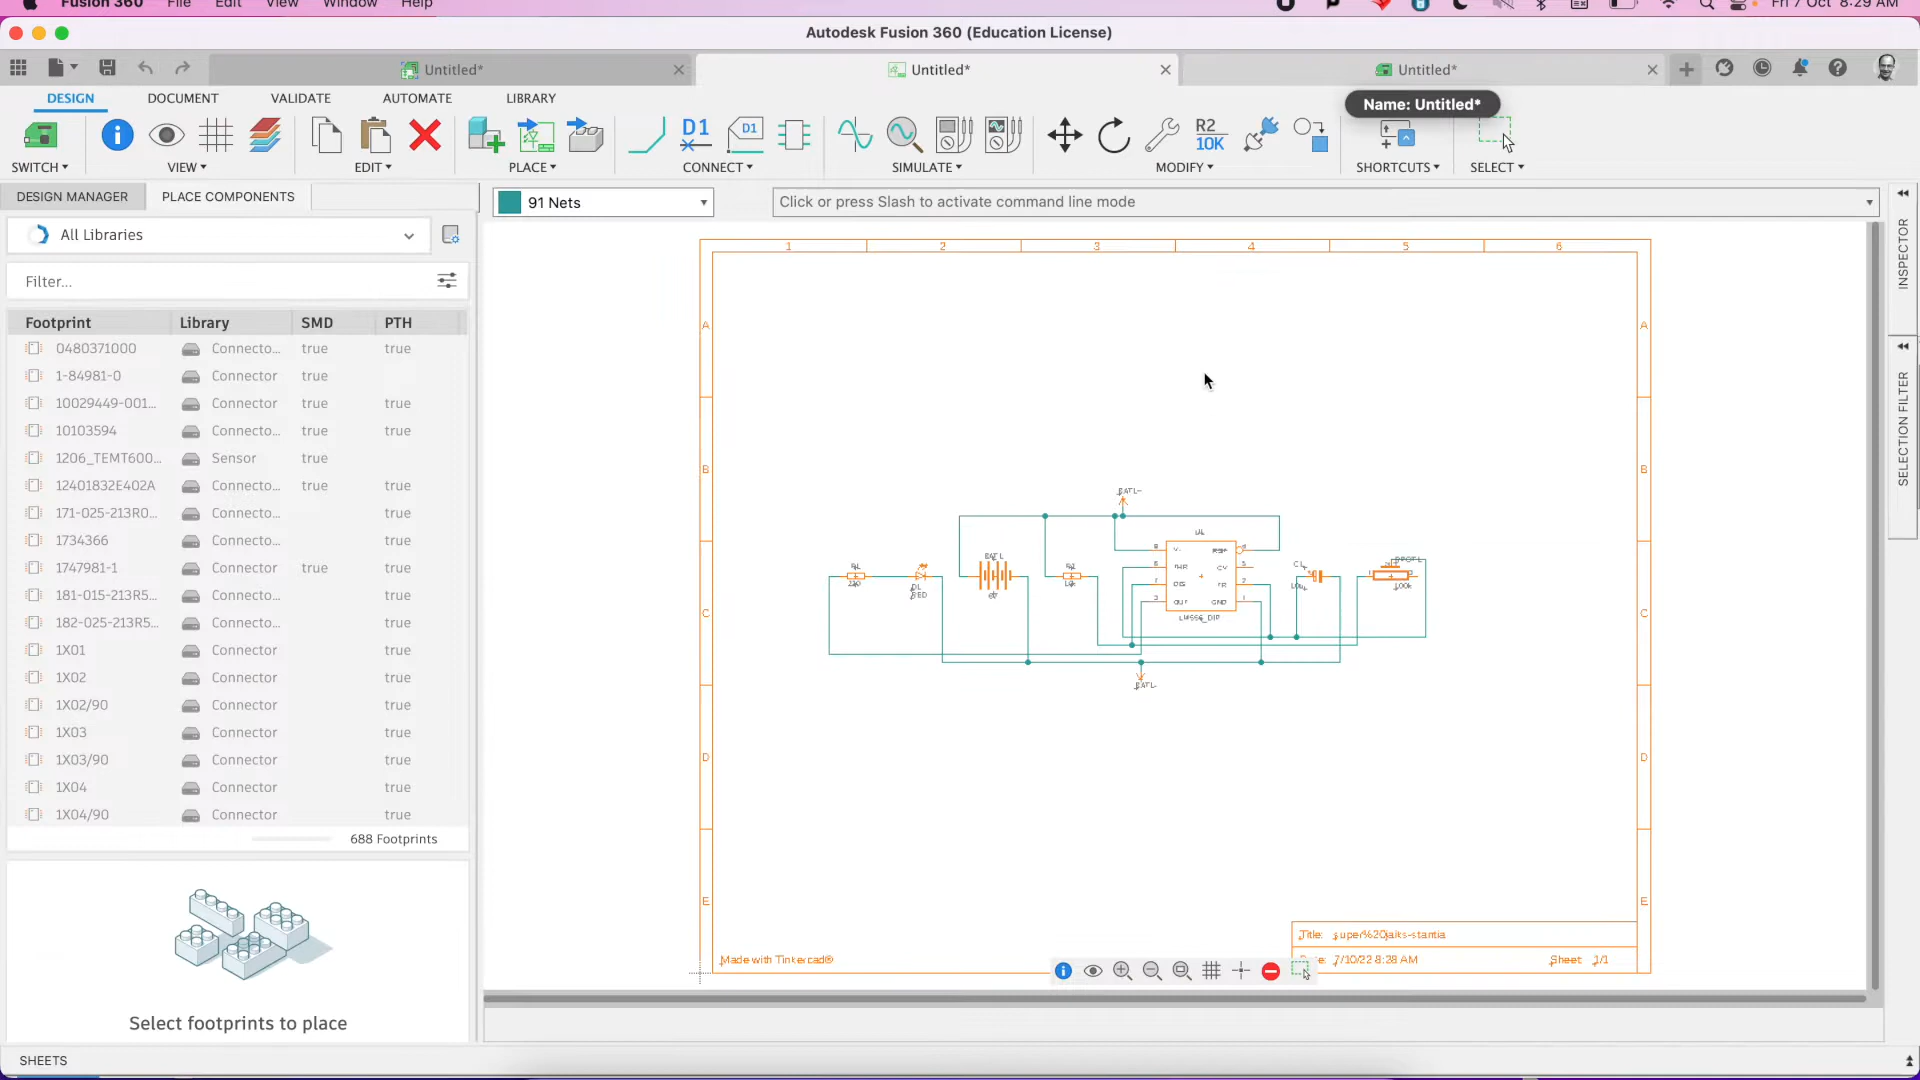 Fusion 360 File Edit View Window Help
Fri 7 Oct 8:29 AM
Autodesk Fusion 360 (Education License)
Untitled*
Untitled*
Untitled*
DESIGN DOCUMENT VALIDATE AUTOMATE LIBRARY
Name: Untitled*
D1
D1
R2
10K
SWITCH VIEW EDIT PLACE CONNECT SIMULATE MODIFY SHORTCUTS SELECT
DESIGN MANAGER PLACE COMPONENTS
91 Nets
Click or press Slash to activate command line mode
All Libraries
Filter...
Footprint Library SMD PTH
0480371000 Connecto... true true
1-84981-0 Connector true
10029449-001... Connector true true
10103594 Connecto... true true
1206_TEMT600... Sensor true
12401832E402A Connecto... true true
171-025-213R0... Connecto... true
1734366 Connecto... true
1747981-1 Connector true true
181-015-213R5... Connecto... true
182-025-213R5... Connecto... true
1X01 Connector true
1X02 Connector true
1X02/90 Connector true
1X03 Connector true
1X03/90 Connector true
1X04 Connector true
1X04/90 Connector true
688 Footprints
Select footprints to place
SHEETS
INSPECTOR
SELECTION FILTER
1 2 3 4 5 6
A A
B B
C C
D D
E E
GND
Title: super%20jaiks-stantia
7/10/22 8:28 AM
Sheet: 1/1
Made with Tinkercad®